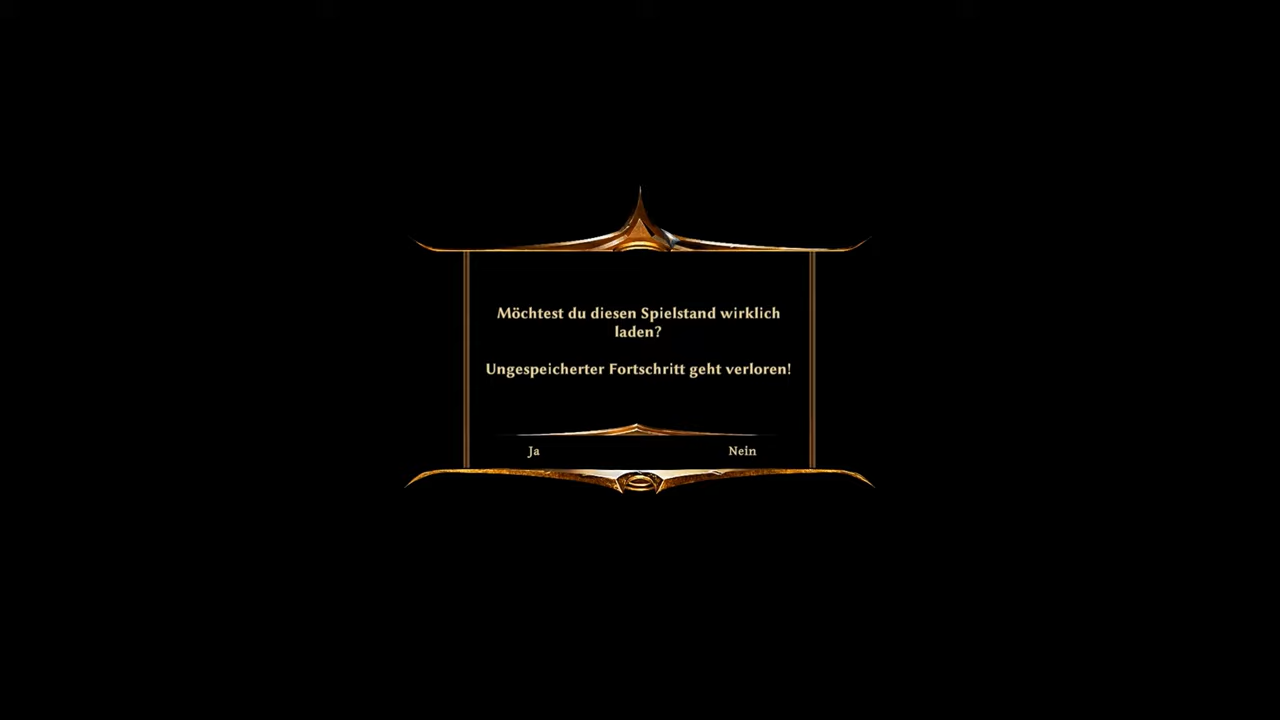 Möchtest du diesen Spielstand wirklich
laden?
Ungespeicherter Fortschritt geht verloren!
Ja
Nein